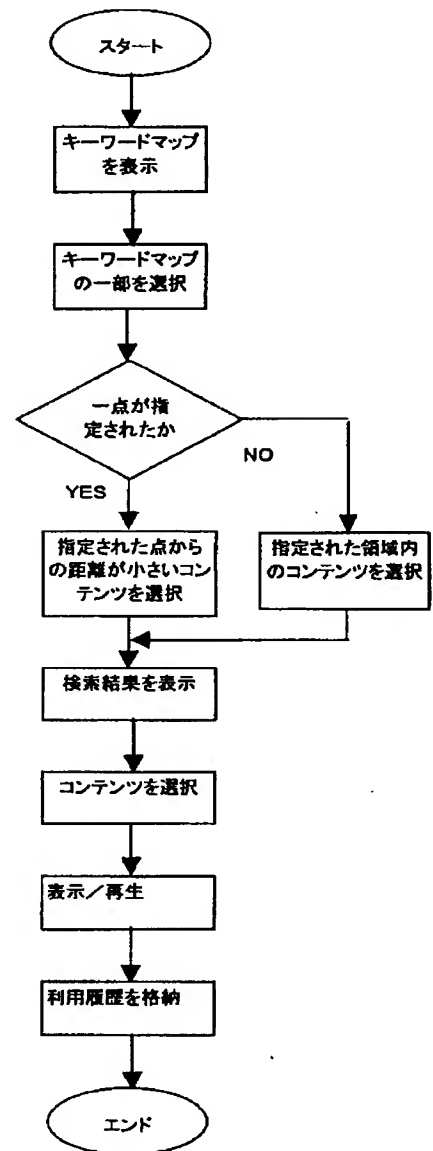 スタート
キーワードマップ
を表示
キーワードマップ
の一部を選択
一点が指
定されたか
NO
YES
指定された点から
の距離が小さいコン
テンツを選択
指定された領域内
のコンテンツを選択
検索結果を表示
コンテンツを選択
表示／再生
利用履歴を格納
エンド